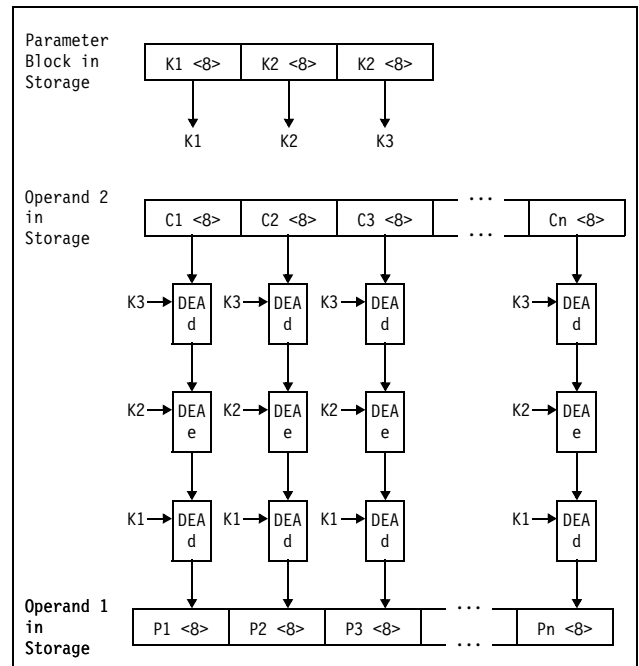 Parameter
Block in
Storage
K1 <8> K2 <8> K2 <8>
K1 K2 K3
Operand 2
in
Storage
C1 <8> C2 <8> C3 <8> ... ... Cn <8>
K3 DEA d K3 DEA d K3 DEA d K3 DEA d
K2 DEA e K2 DEA e K2 DEA e K2 DEA e
K1 DEA d K1 DEA d K1 DEA d K1 DEA d
Operand 1
in
Storage
P1 <8> P2 <8> P3 <8> ... ... Pn <8>